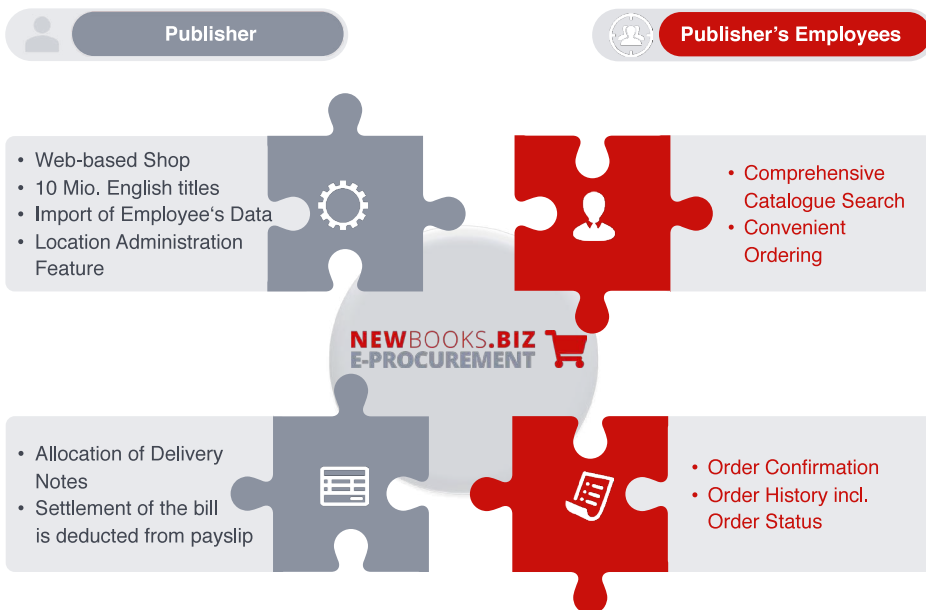 Publisher
Publisher’s Employees
• Web-based Shop
• 10 Mio. English titles
• Import of Employee‘s Data
• Location Administration
Feature
• Comprehensive
Catalogue Search
• Convenient
Ordering
NEWBOOKS.BIZ
E-PROCUREMENT
• Allocation of Delivery
Notes
• Settlement of the bill
is deducted from payslip
• Order Confirmation
• Order History incl.
Order Status